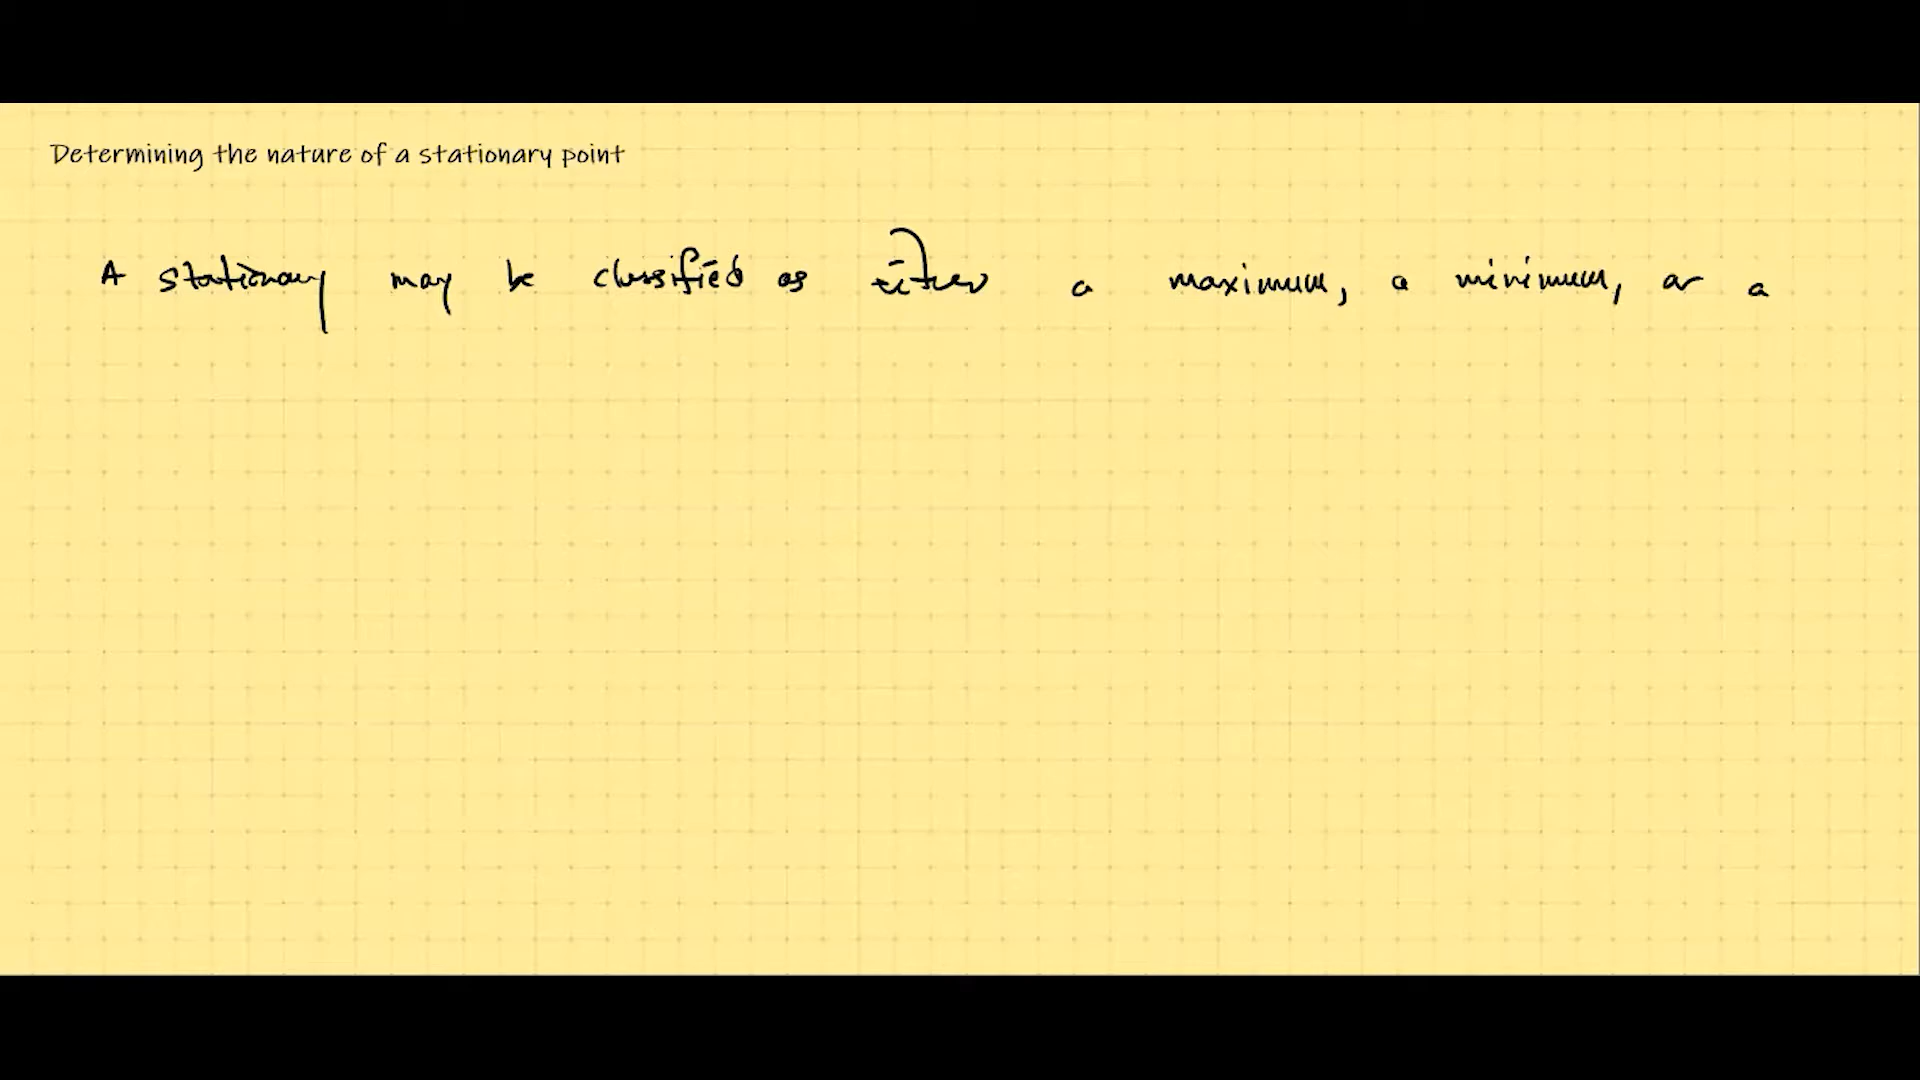 Determining the nature of a stationary point
A stationary may be classified as either a maximum, a minimum, or a